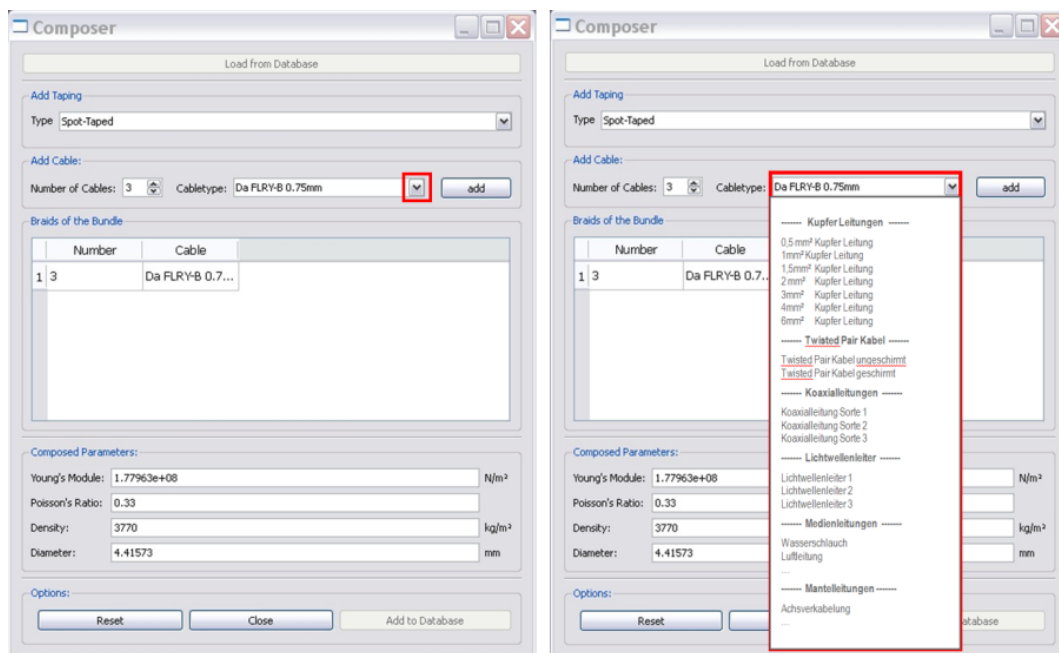 Composer
Load from Database
Add Taping
Type Spot-Taped
Add Cable:
Number of Cables: 3 Cabletype: Da FLRY-B 0.75mm add
Braids of the Bundle
Number Cable
1 3 Da FLRY-B 0.7...
Composed Parameters:
Young's Module: 1.77963e+08 N/m²
Poisson's Ratio: 0.33
Density: 3770 kg/m³
Diameter: 4.41573 mm
Options:
Reset Close Add to Database
Composer
Load from Database
Add Taping
Type Spot-Taped
Add Cable:
Number of Cables: 3 Cabletype: Da FLRY-B 0.75mm add
Braids of the Bundle
Number Cable
1 3 Da FLRY-B 0.7...
------- Kupfer Leitungen -------
0,5 mm² Kupfer Leitung
1mm² Kupfer Leitung
1,5mm² Kupfer Leitung
2 mm² Kupfer Leitung
3mm² Kupfer Leitung
4mm² Kupfer Leitung
6mm² Kupfer Leitung
------- Twisted Pair Kabel -------
Twisted Pair Kabel ungeschirmt
Twisted Pair Kabel geschirmt
------- Koaxialleitungen -------
Koaxialleitung Sorte 1
Koaxialleitung Sorte 2
Koaxialleitung Sorte 3
------- Lichtwellenleiter -------
Lichtwellenleiter 1
Lichtwellenleiter 2
Lichtwellenleiter 3
------- Medienleitungen -------
Wasserschlauch
Luftleitung
....
------- Mantelleitungen -------
Achsverkabelung
....
Composed Parameters:
Young's Module: 1.77963e+08 N/m²
Poisson's Ratio: 0.33
Density: 3770 kg/m³
Diameter: 4.41573 mm
Options:
Reset atabase